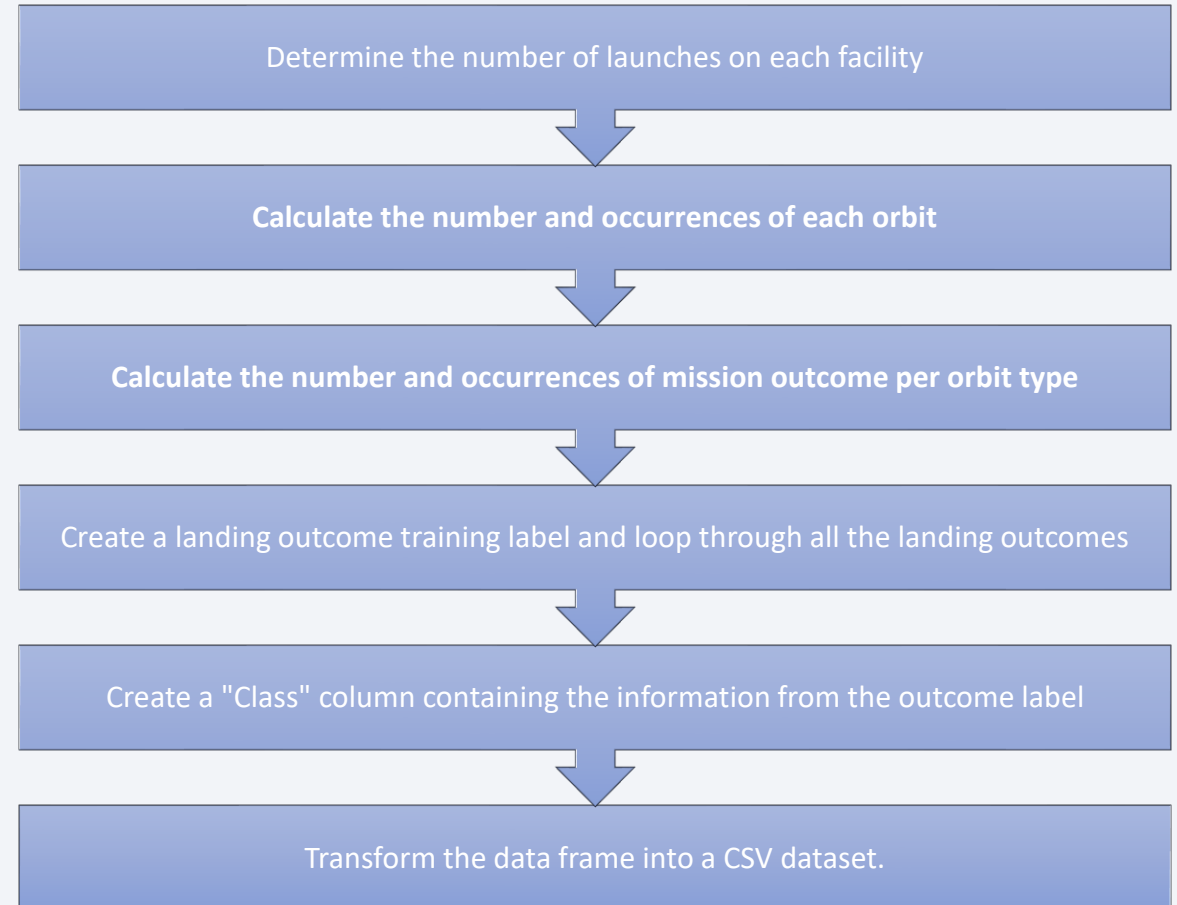 Determine the number of launches on each facility
Calculate the number and occurrences of each orbit
Calculate the number and occurrences of mission outcome per orbit type
Create a landing outcome training label and loop through all the landing outcomes
Create a "Class" column containing the information from the outcome label
Transform the data frame into a CSV dataset.